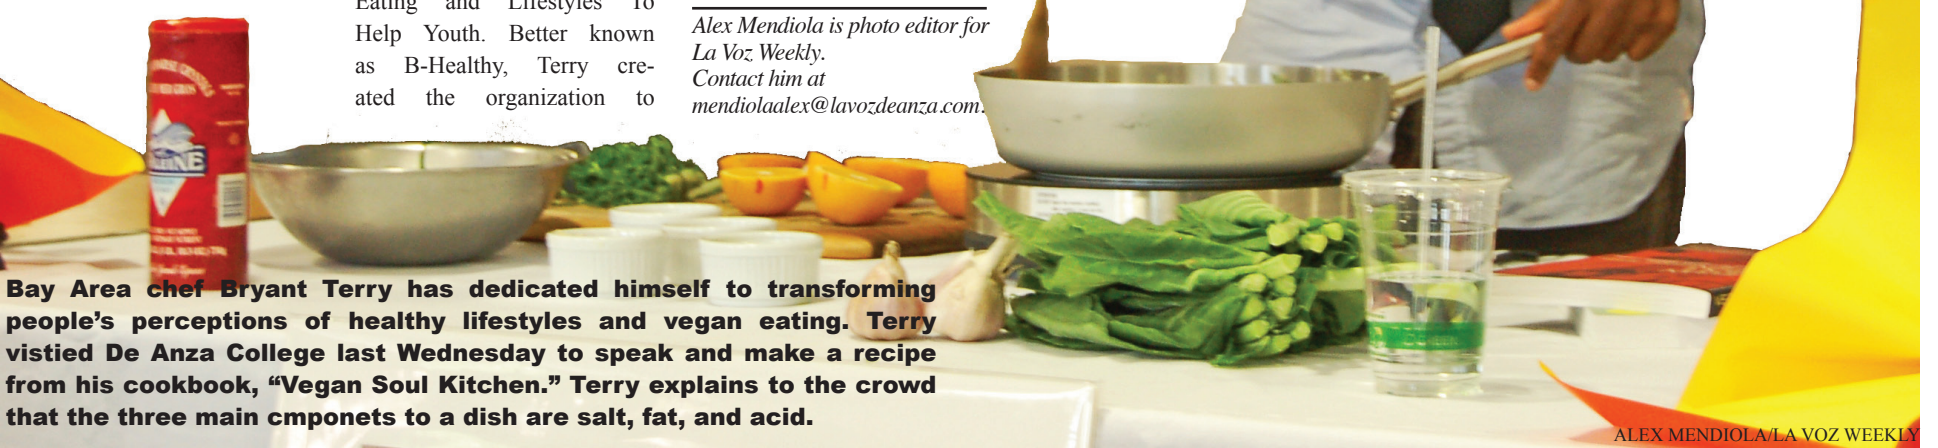 Eating and Lifestyles To
Help Youth. Better known
as B-Healthy, Terry cre-
ated the organization to
Alex Mendiola is photo editor for
La Voz Weekly.
Contact him at
mendiolaalex@lavozdeanza.com.
Bay Area chef Bryant Terry has dedicated himself to transforming
people’s perceptions of healthy lifestyles and vegan eating. Terry
vistied De Anza College last Wednesday to speak and make a recipe
from his cookbook, “Vegan Soul Kitchen.” Terry explains to the crowd
that the three main cmponets to a dish are salt, fat, and acid.
ALEX MENDIOLA/LA VOZ WEEKLY